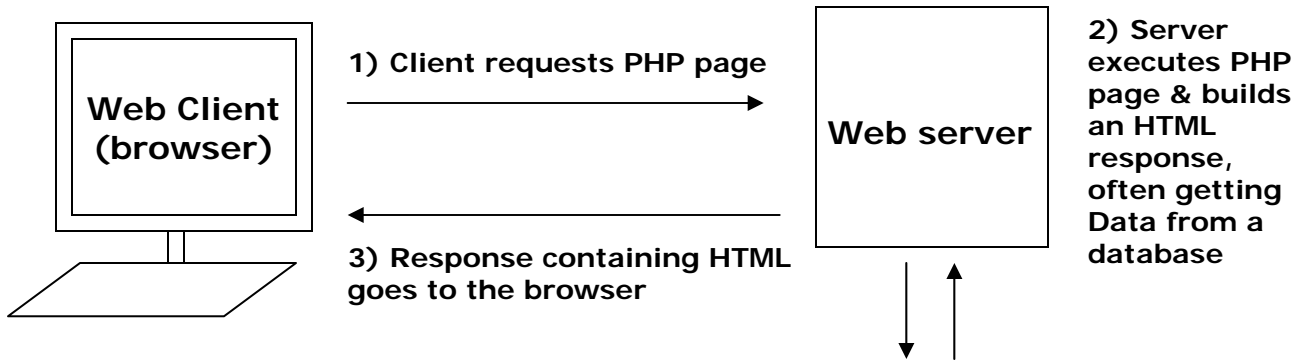 Web Client
(browser)
1) Client requests PHP page
3) Response containing HTML
goes to the browser
Web server
2) Server
executes PHP
page & builds
an HTML
response,
often getting
Data from a
database